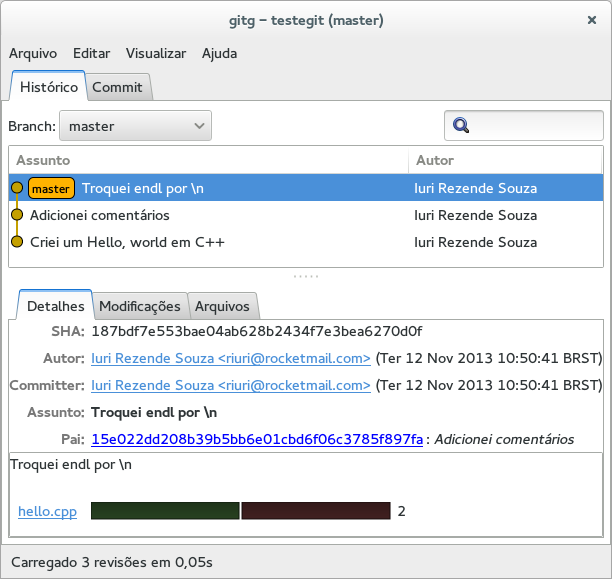 gitg – testegit (master)
Arquivo Editar Visualizar Ajuda
Histórico Commit
Branch: master
Assunto Autor
master Troquei endl por \n Iuri Rezende Souza
Adicionei comentários Iuri Rezende Souza
Criei um Hello, world em C++ Iuri Rezende Souza
Detalhes Modificações Arquivos
SHA: 187bdf7e553bae04ab628b2434f7e3bea6270d0f
Autor: Iuri Rezende Souza <riuri@rocketmail.com> (Ter 12 Nov 2013 10:50:41 BRST)
Committer: Iuri Rezende Souza <riuri@rocketmail.com> (Ter 12 Nov 2013 10:50:41 BRST)
Assunto: Troquei endl por \n
Pai: 15e022dd208b39b5bb6e01cbd6f06c3785f897fa : Adicionei comentários
Troquei endl por \n
hello.cpp 2
Carregado 3 revisões em 0,05s